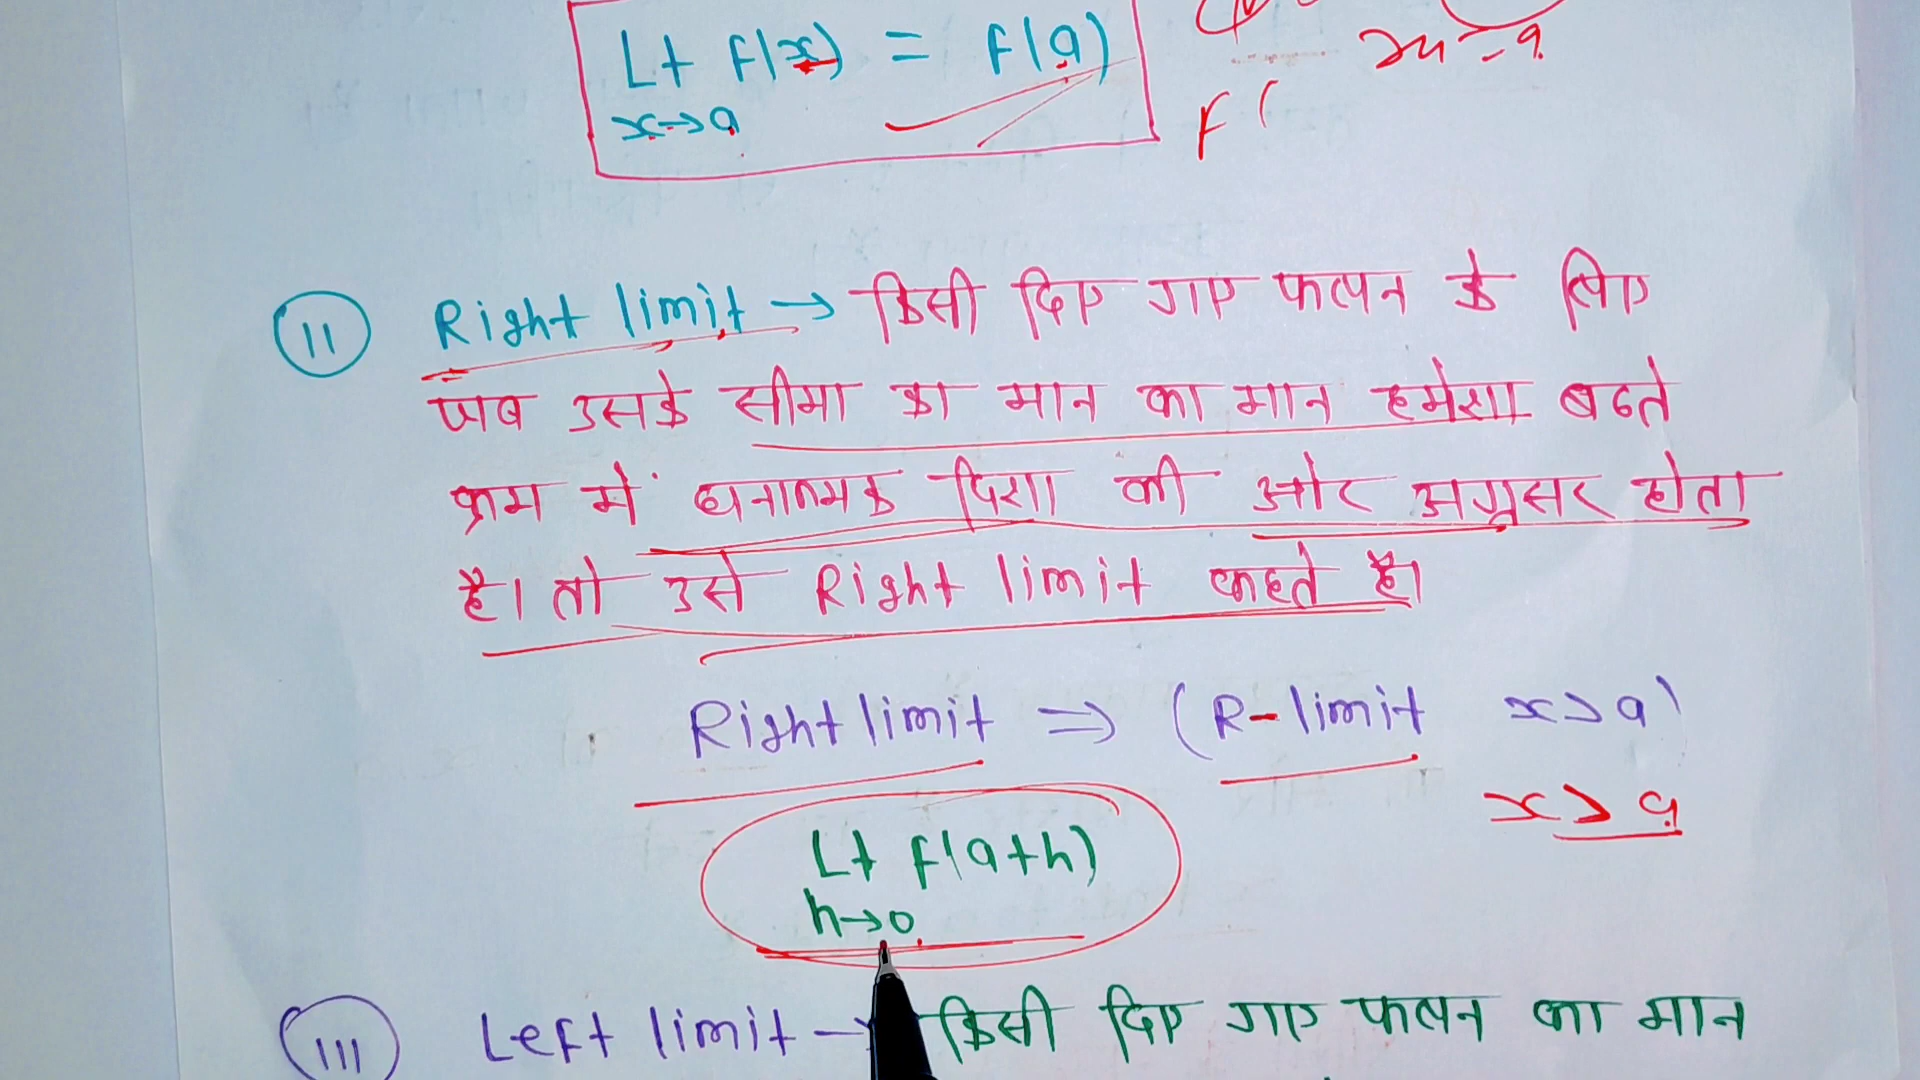 Lt f(x) = f(a)
x→a
x = a
f(
(ii) Right limit → किसी दिए गए फलन के लिए
जब उसके सीमा का मान का मान हमेशा बढते
क्रम में धनात्मक दिशा की ओर अग्रसर होता
है। तो उसे Right limit कहते है।
Right limit ⇒ (R-limit x>a)
x > a
Lt f(a+h)
h→0
(iii) Left limit → किसी दिए गए फलन का मान